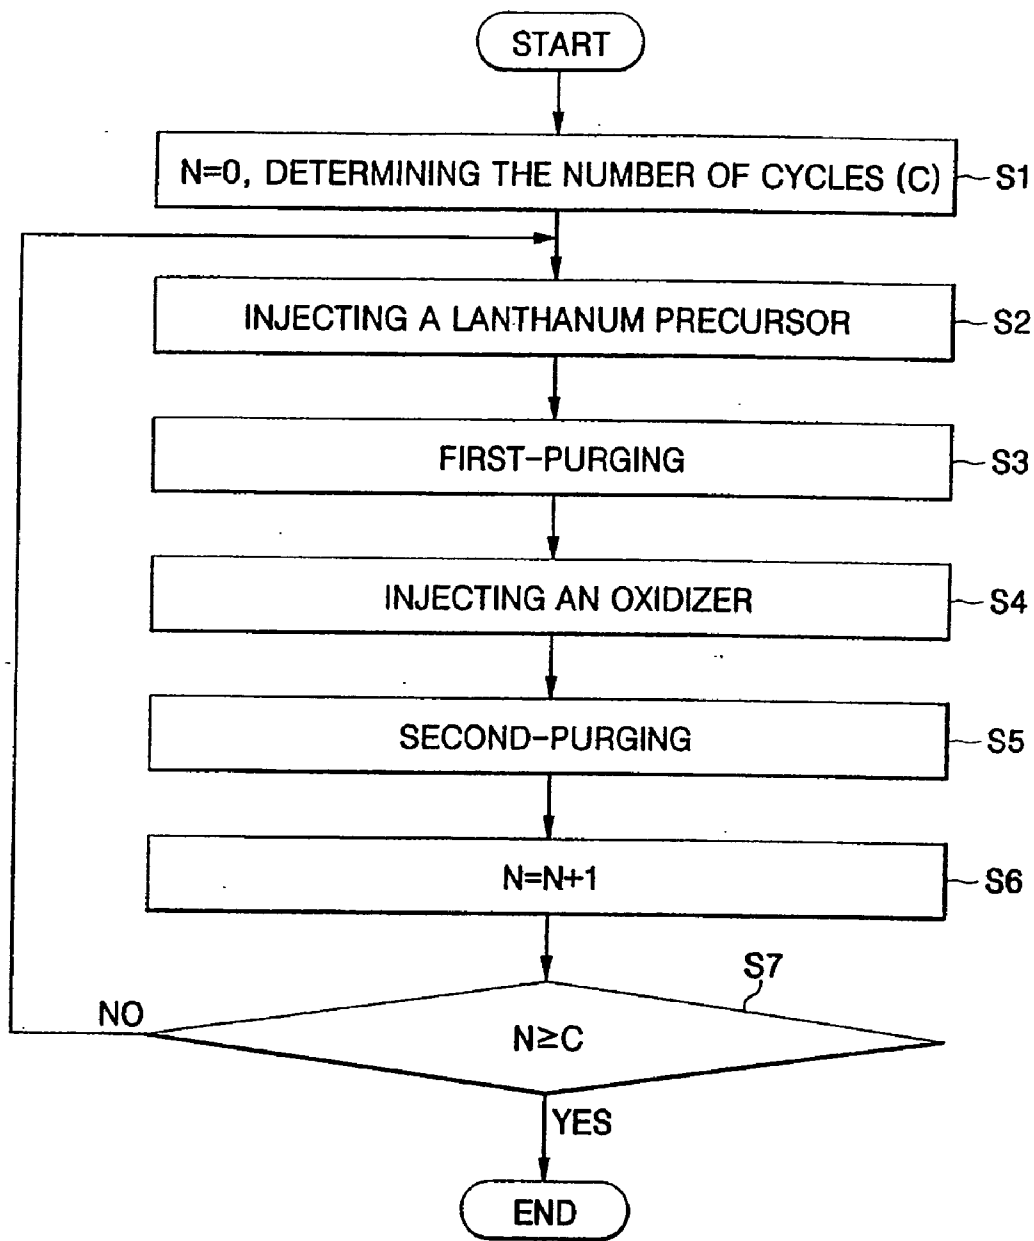 START
N=0, DETERMINING THE NUMBER OF CYCLES (C)
S1
INJECTING A LANTHANUM PRECURSOR
S2
FIRST-PURGING
S3
INJECTING AN OXIDIZER
S4
SECOND-PURGING
S5
N=N+1
S6
S7
NO
N≥C
YES
END